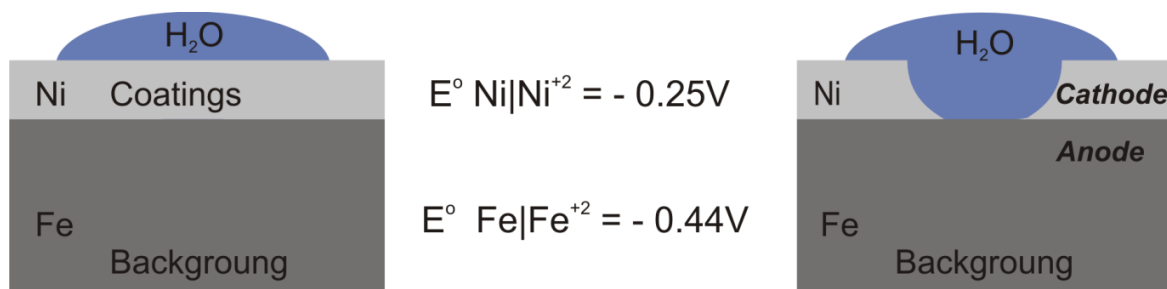 H₂O
Ni Coatings
Fe
Backgroung
E° Ni|Ni⁺² = - 0.25V
E° Fe|Fe⁺² = - 0.44V
H₂O
Ni Cathode
Anode
Fe
Backgroung